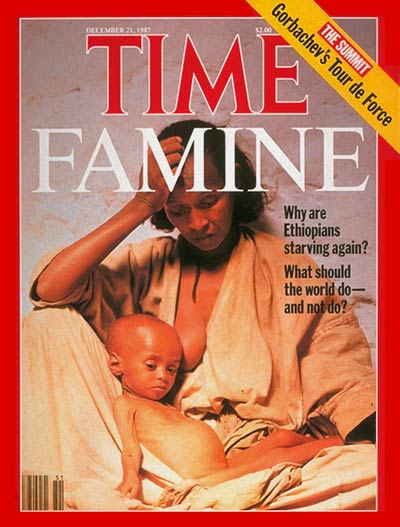 DECEMBER 21, 1987
$2.00
THE SUMMIT
Gorbachev's Tour de Force
TIME
FAMINE
Why are
Ethiopians
starving again?
What should
the world do—
and not do?
51